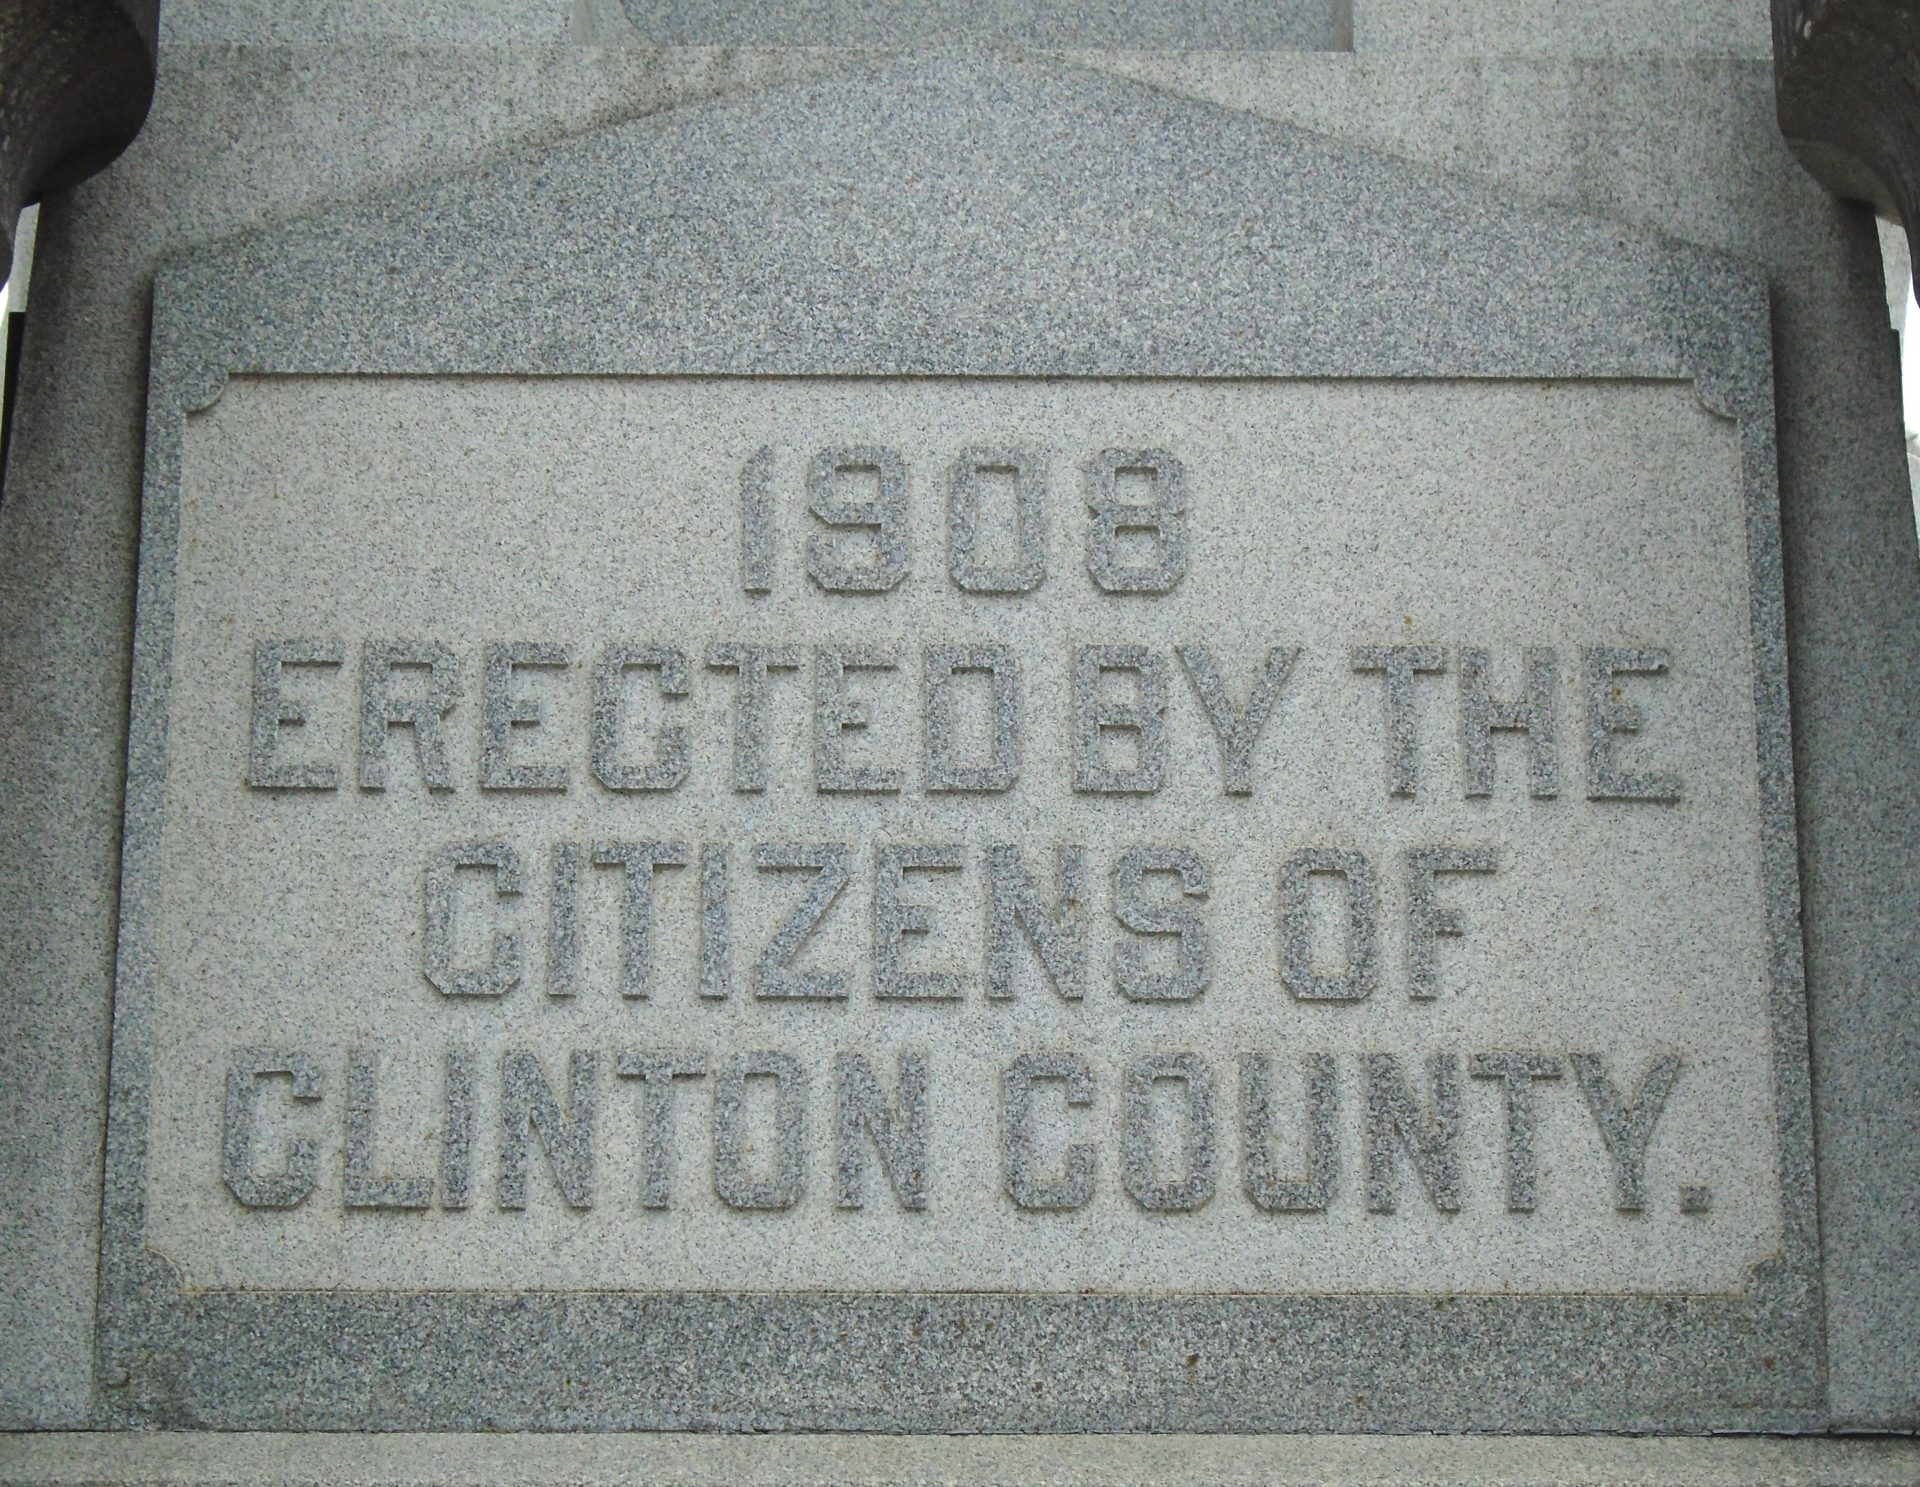 1908
ERECTED BY THE
CITIZENS OF
CLINTON COUNTY.